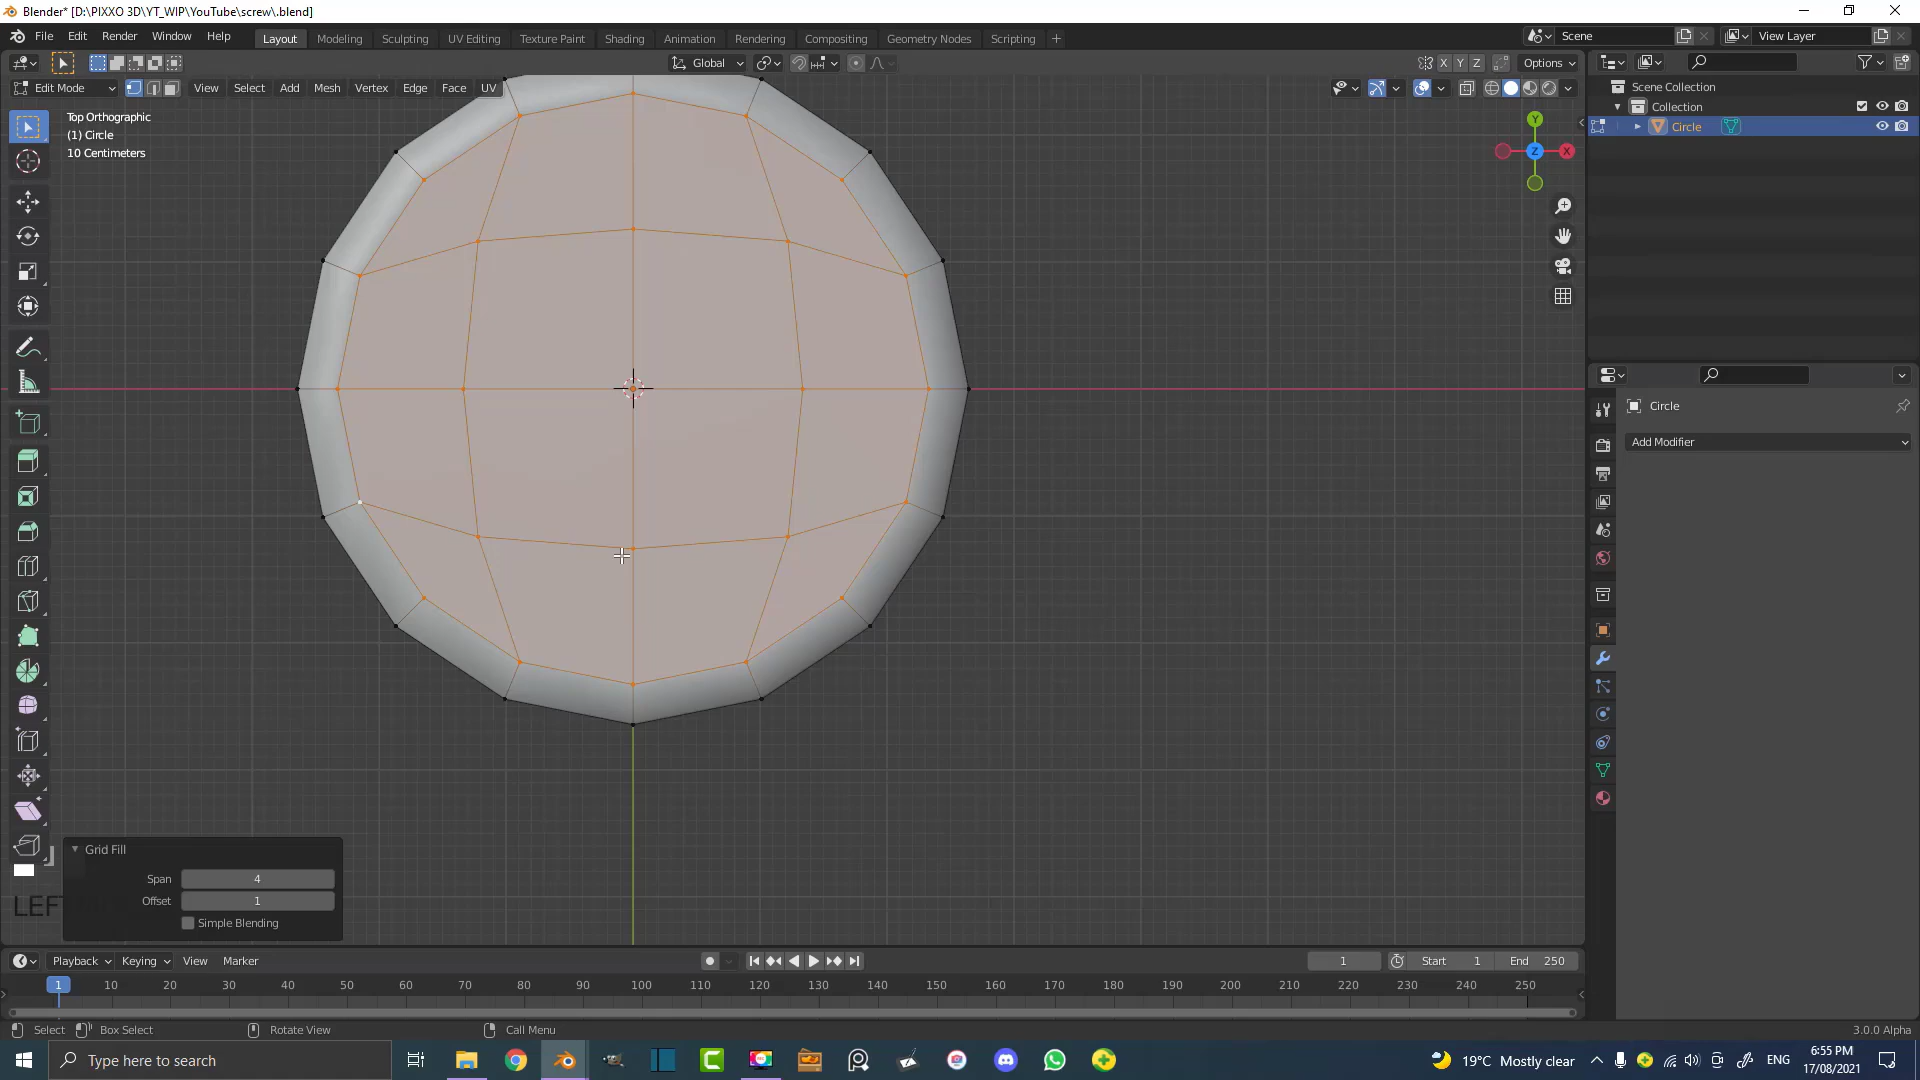 Blender* [D:\PIXXO 3D\YT_WIP\YouTube\screw\.blend]
File Edit Render Window Help Layout Modeling Sculpting UV Editing Texture Paint Shading Animation Rendering Compositing Geometry Nodes Scripting + Scene View Layer
Global X Y Z Options
Edit Mode View Select Add Mesh Vertex Edge Face UV
Scene Collection
Collection
Circle
Top Orthographic
(1) Circle
10 Centimeters
Y
Z X
Circle
Add Modifier
Grid Fill
Span 4
Offset 1
Simple Blending
LEF
Playback Keying View Marker 1 Start 1 End 250
1 10 20 30 40 50 60 70 80 90 100 110 120 130 140 150 160 170 180 190 200 210 220 230 240 250
Select Box Select Rotate View Call Menu 3.0.0 Alpha
Type here to search 19°C Mostly clear ENG 6:55 PM
17/08/2021